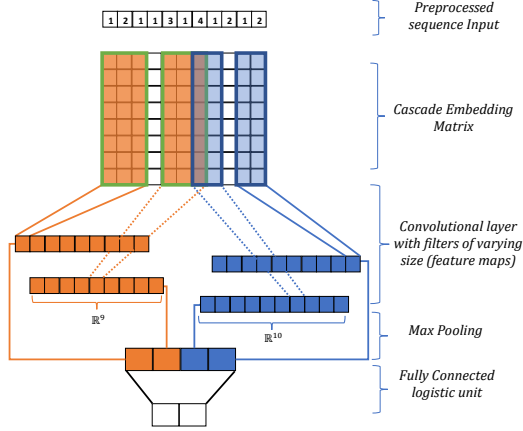 Preprocessed
sequence Input
1 2 1 1 3 1 4 1 2 1 2
Cascade Embedding
Matrix
Convolutional layer
with filters of varying
size (feature maps)
ℝ⁹
ℝ¹⁰
Max Pooling
Fully Connected
logistic unit